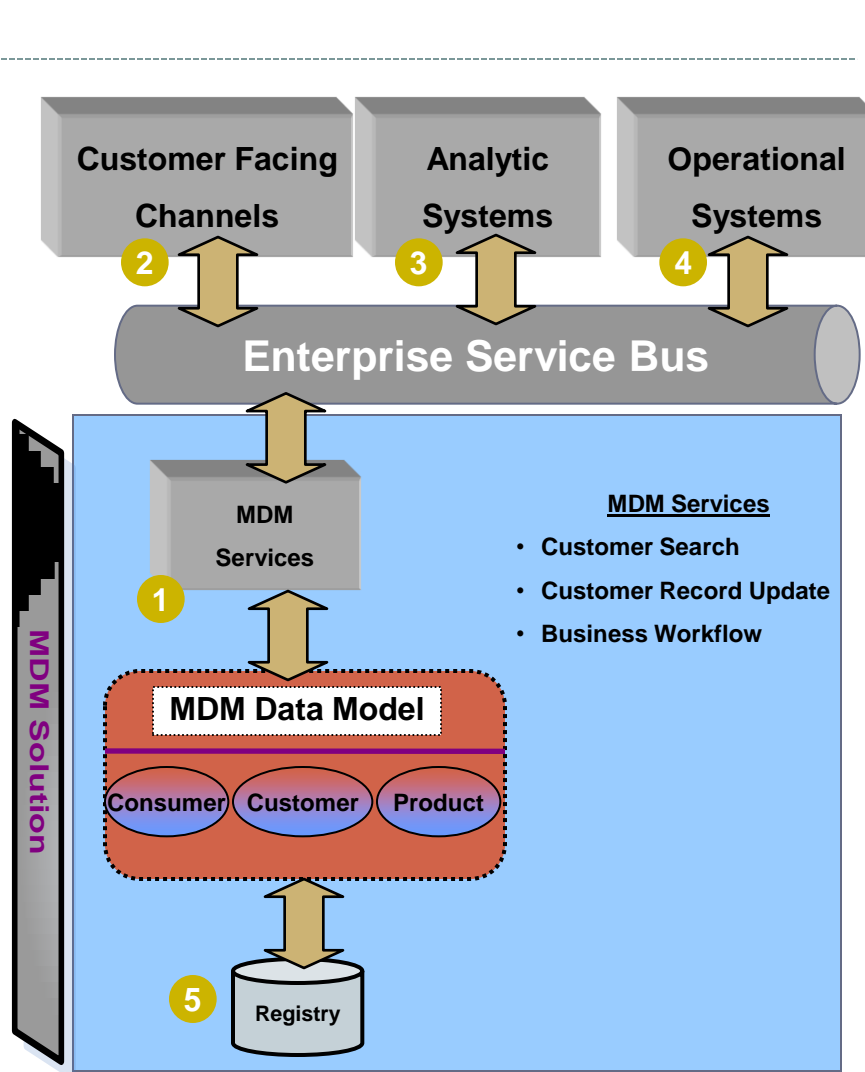 Customer Facing
Channels
Analytic
Systems
Operational
Systems
2
3
4
Enterprise Service Bus
MDM
Services
1
MDM Services
• Customer Search
• Customer Record Update
• Business Workflow
MDM Solution
MDM Data Model
Consumer
Customer
Product
5
Registry